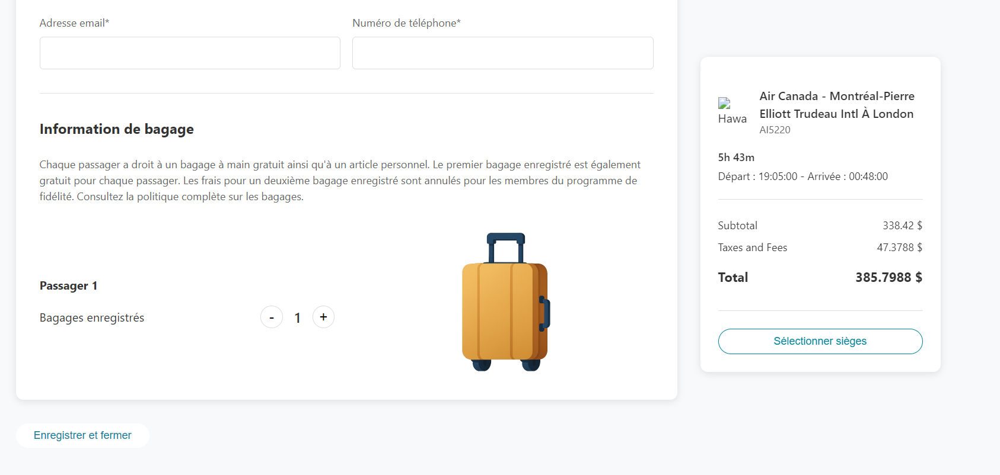 Adresse email*
Numéro de téléphone*
Information de bagage
Chaque passager a droit à un bagage à main gratuit ainsi qu'à un article personnel. Le premier bagage enregistré est également
gratuit pour chaque passager. Les frais pour un deuxième bagage enregistré sont annulés pour les membres du programme de
fidélité. Consultez la politique complète sur les bagages.
Passager 1
Bagages enregistrés
- 1 +
Enregistrer et fermer
Hawa
Air Canada - Montréal-Pierre
Elliott Trudeau Intl À London
AI5220
5h 43m
Départ : 19:05:00 - Arrivée : 00:48:00
Subtotal 338.42 $
Taxes and Fees 47.3788 $
Total 385.7988 $
Sélectionner sièges